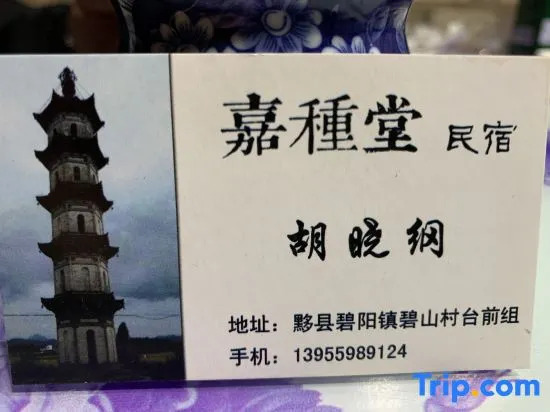 嘉種堂 民宿
胡晓纲
地址：黟县碧阳镇碧山村台前组
手机：13955989124
Trip.com